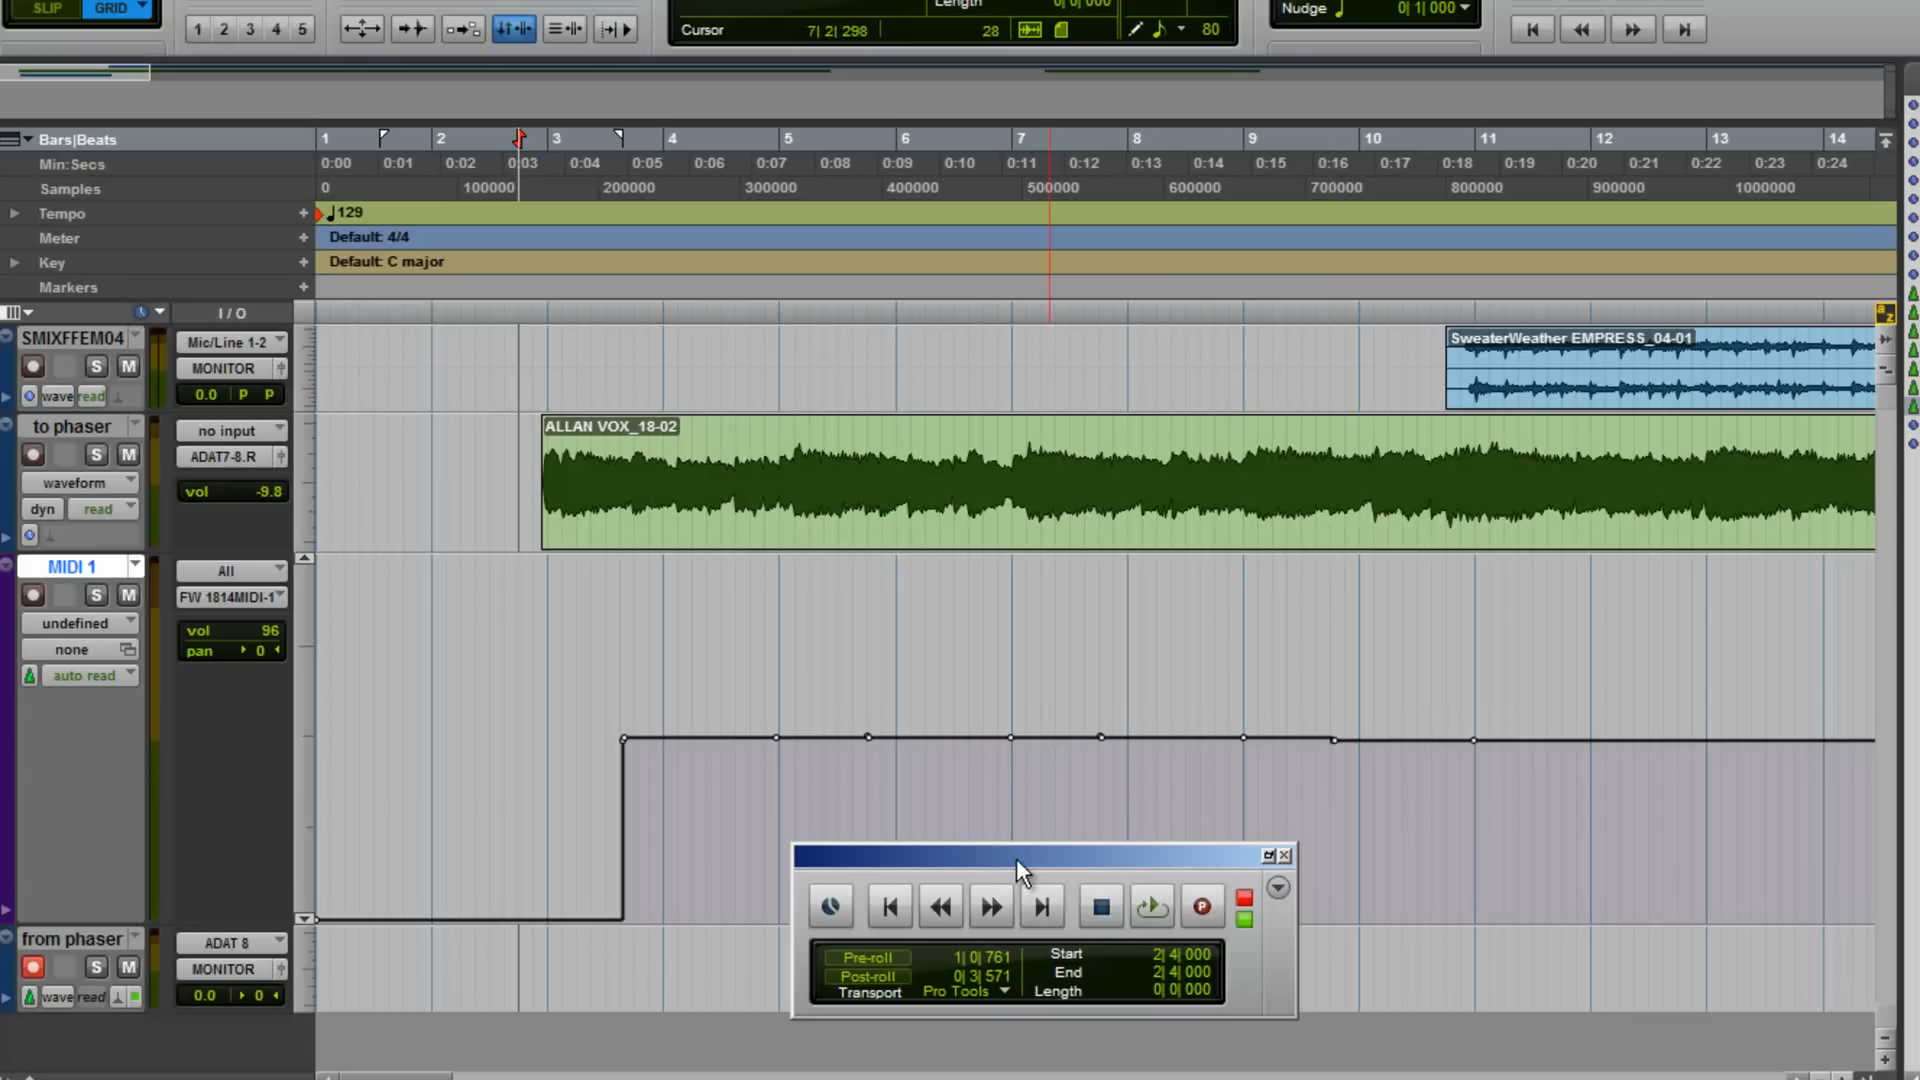 SLIP GRID
1 2 3 4 5
Length 0| 0| 000
Cursor 7| 2| 298 28 80
Nudge 0| 1| 000
Bars|Beats 1 2 3 4 5 6 7 8 9 10 11 12 13 14
Min:Secs 0:00 0:01 0:02 0:03 0:04 0:05 0:06 0:07 0:08 0:09 0:10 0:11 0:12 0:13 0:14 0:15 0:16 0:17 0:18 0:19 0:20 0:21 0:22 0:23 0:24
Samples 0 100000 200000 300000 400000 500000 600000 700000 800000 900000 1000000
Tempo + 129
Meter + Default: 4/4
Key + Default: C major
Markers +
I / O
SMIXFFEM04 Mic/Line 1-2
S M MONITOR
wave read 0.0 P P
SweaterWeather EMPRESS_04-01
to phaser no input
S M ADAT7-8.R
waveform
vol -9.8
dyn read
ALLAN VOX_18-02
MIDI 1 All
S M FW 1814MIDI-1
undefined
vol 96
none
pan 0
auto read
from phaser ADAT 8
S M MONITOR
wave read 0.0 0
P
Pre-roll 1| 0| 761 Start 2| 4| 000
Post-roll 0| 3| 571 End 2| 4| 000
Transport Pro Tools Length 0| 0| 000
a z